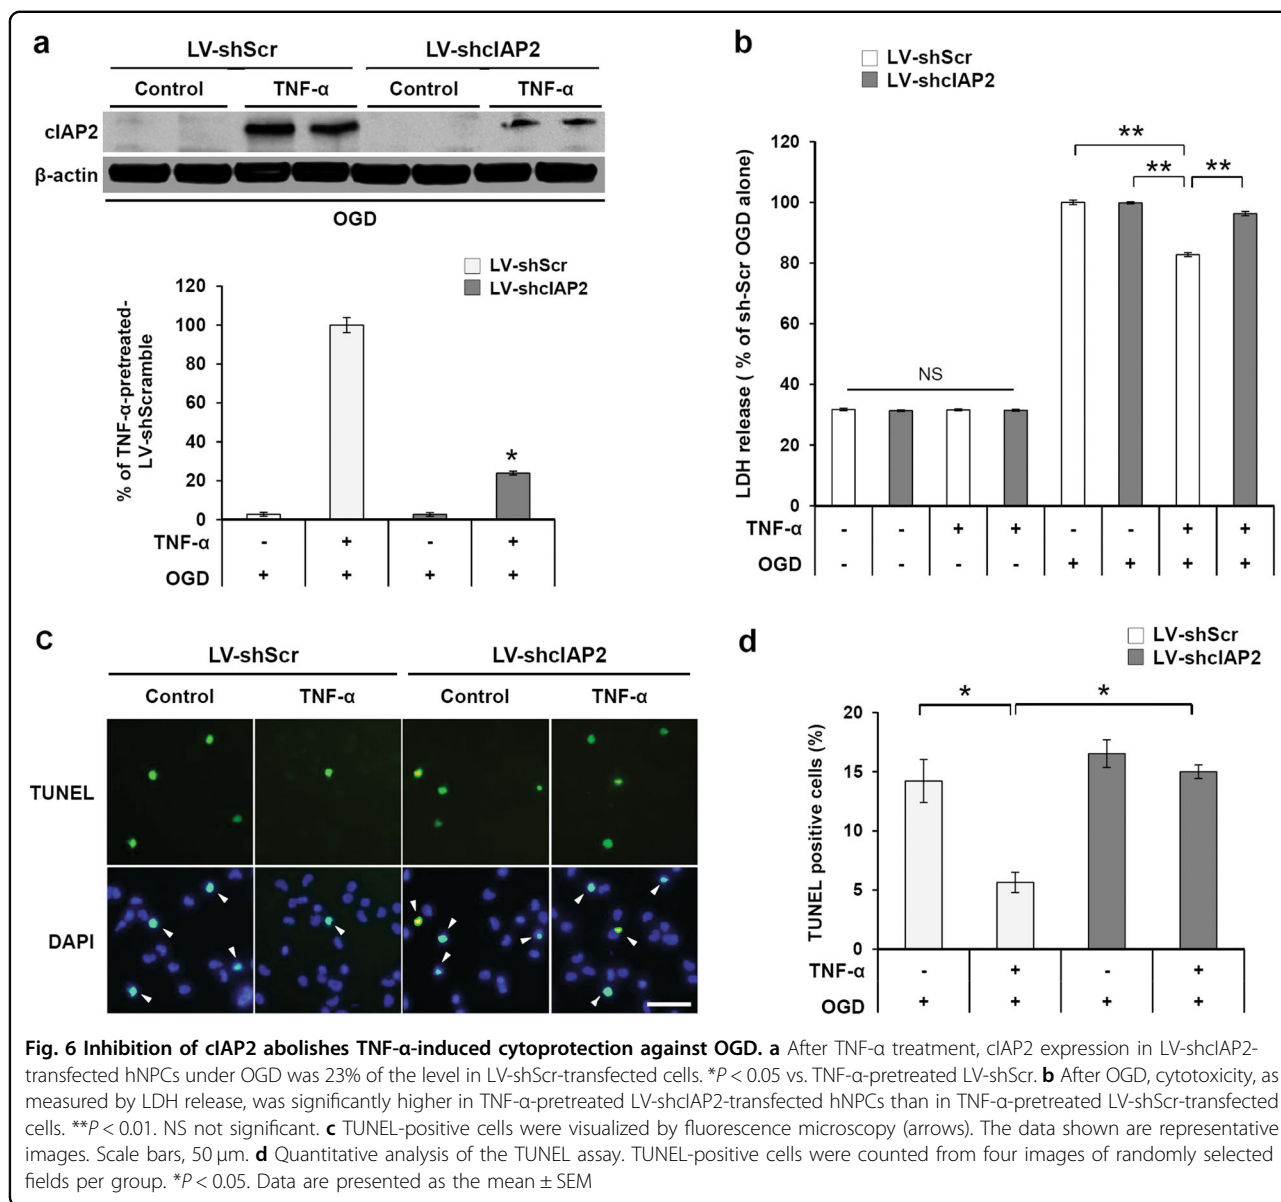 a
LV-shScr LV-shcIAP2
Control TNF-α Control TNF-α
cIAP2
β-actin
OGD
LV-shScr
LV-shcIAP2
% of TNF-α-pretreated-
LV-shScramble
120
100
80
60
40
20
0
TNF-α - + - +
OGD + + + +
*
b
LV-shScr
LV-shcIAP2
LDH release ( % of sh-Scr OGD alone)
120
100
80
60
40
20
0
NS
**
** **
TNF-α - - + + - - + +
OGD - - - - + + + +
c
LV-shScr LV-shcIAP2
Control TNF-α Control TNF-α
TUNEL
DAPI
d
LV-shScr
LV-shcIAP2
TUNEL positive cells (%)
20
15
10
5
0
* *
TNF-α - + - +
OGD + + + +
Fig. 6 Inhibition of cIAP2 abolishes TNF-α-induced cytoprotection against OGD. a After TNF-α treatment, cIAP2 expression in LV-shcIAP2-
transfected hNPCs under OGD was 23% of the level in LV-shScr-transfected cells. *P < 0.05 vs. TNF-α-pretreated LV-shScr. b After OGD, cytotoxicity, as
measured by LDH release, was significantly higher in TNF-α-pretreated LV-shcIAP2-transfected hNPCs than in TNF-α-pretreated LV-shScr-transfected
cells. **P < 0.01. NS not significant. c TUNEL-positive cells were visualized by fluorescence microscopy (arrows). The data shown are representative
images. Scale bars, 50 μm. d Quantitative analysis of the TUNEL assay. TUNEL-positive cells were counted from four images of randomly selected
fields per group. *P < 0.05. Data are presented as the mean ± SEM